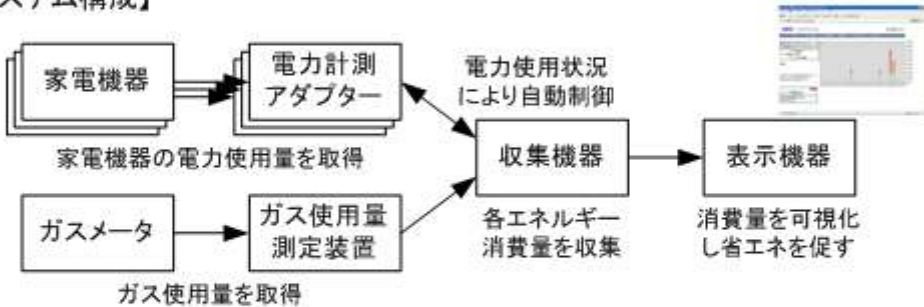 ステム構成】
家電機器
電力計測
アダプター
電力使用状況
により自動制御
家電機器の電力使用量を取得
収集機器
表示機器
ガスメータ
ガス使用量
測定装置
各エネルギー
消費量を収集
消費量を可視化
し省エネを促す
ガス使用量を取得